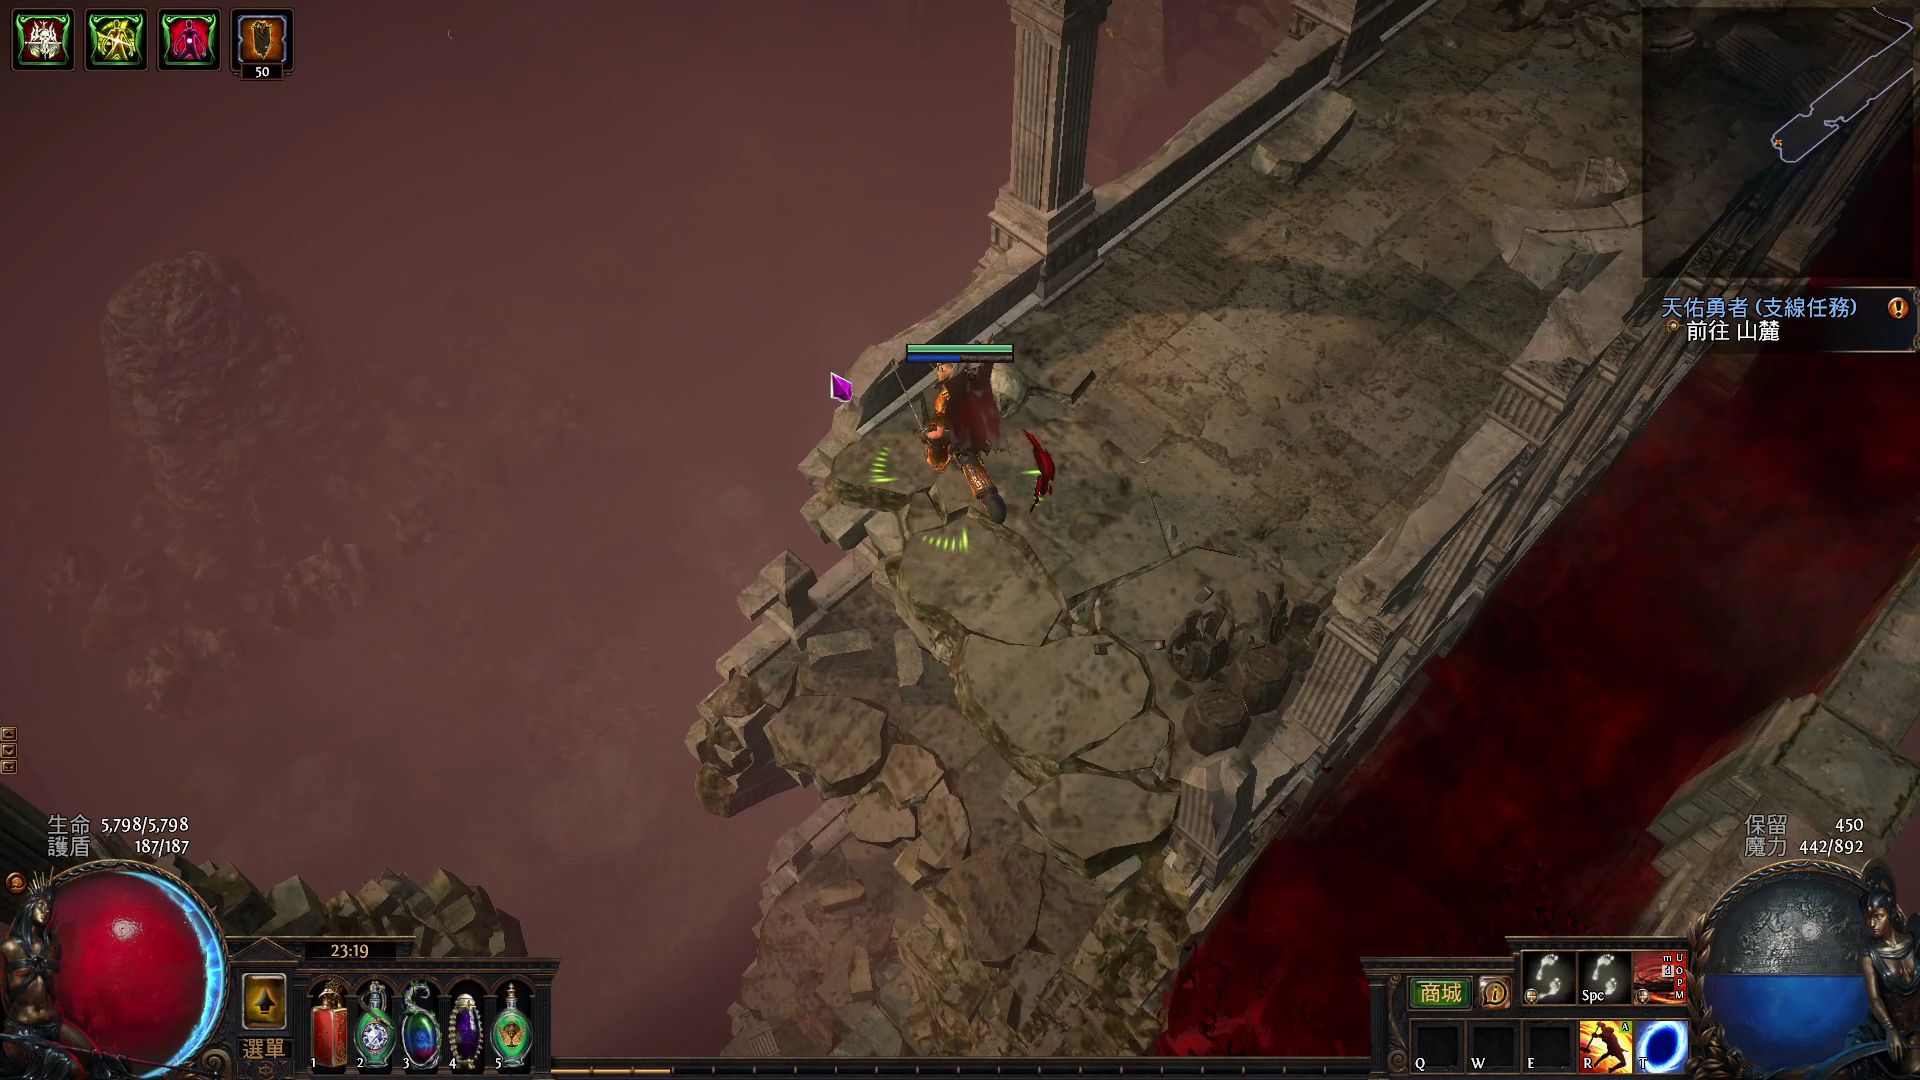 50
天佑勇者 (支線任務)
前往 山麓
生命 5,798/5,798
護盾 187/187
保留 450
魔力 442/892
23:19
選單
1 2 3 4 5
商城
Spc
m U
d O
P
M
Q W E R A T